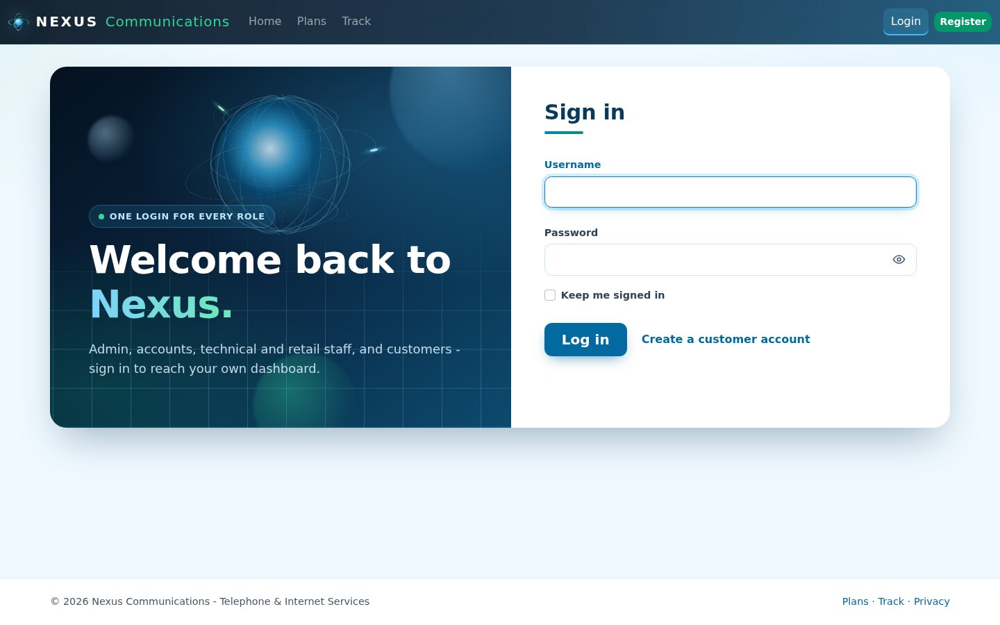 NEXUS Communications Home Plans Track Login Register
ONE LOGIN FOR EVERY ROLE
Welcome back to
Nexus.
Admin, accounts, technical and retail staff, and customers -
sign in to reach your own dashboard.
Sign in
Username
Password
Keep me signed in
Log in Create a customer account
© 2026 Nexus Communications - Telephone & Internet Services Plans · Track · Privacy